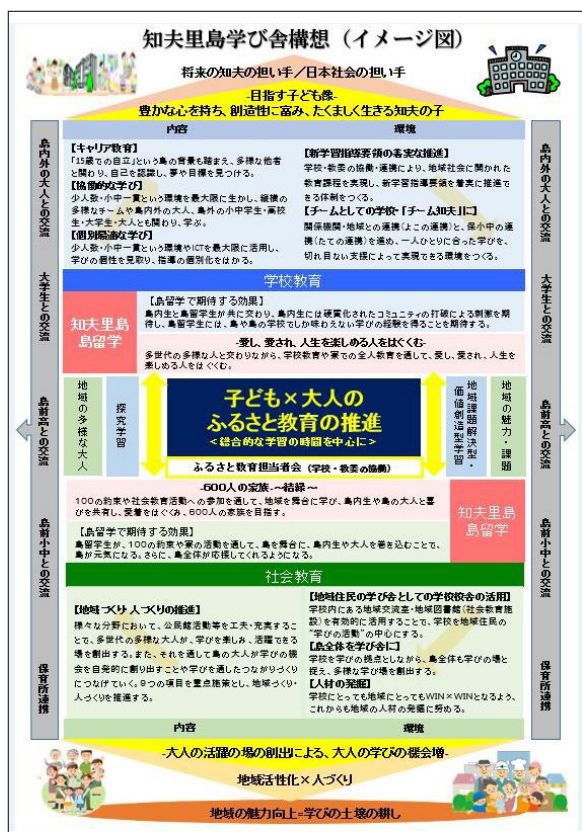 知夫里島学び舎構想（イメージ図）
将来の知夫の担い手／日本社会の担い手
-目指す子ども像-
豊かな心を持ち、創造性に富み、たくましく生きる知夫の子
内容
環境
【キャリア教育】
「15歳での自立」という島の背景も踏まえ、多様な他者
と関わり、自己を認識し、夢や目標を見つける。
【協働的な学び】
少人数・小中一貫という環境を最大限に生かし、縦横の
多様なチームや島内外の大人、島外の小中学生・高校
生・大学生・大人とも関わり、学ぶ。
【個別最適な学び】
少人数・小中一貫という環境やICTを最大限に活用し、
学びの個性を見取り、指導の個別化をはかる。
【新学習指導要領の着実な推進】
学校・教委の協働・連携により、地域社会に開かれた
教育課程を実現し、新学習指導要領を着実に推進でき
る体制をつくる。
【チームとしての学校・「チーム知夫」に】
関係機関・地域との連携（よこの連携）と、保小中の連
携（たての連携）を進め、一人ひとりに合った学びを、切
れ目ない支援によって実現できる環境をつくる。
学校教育
知夫里島
島留学
【島留学で期待する効果】
島内生と島留学生が共に交わり、島内生には硬質化されたコミュニティの打破による刺激を期
待し、島留学生には、島や島の学校でしか味わえない学びの経験を得ることを期待する。
-愛し、愛され、人生を楽しめる人をはぐくむ-
多世代の多様な人と交わりながら、学校教育や寮での全人教育を通して、愛し、愛され、人生を
楽しめる人をはぐくむ。
地域の多様な大人
探究学習
子ども×大人の
ふるさと教育の推進
＜総合的な学習の時間を中心に＞
ふるさと教育担当者会（学校・教委の協働）
地域課題解決型・
価値創造型学習
地域の魅力・課題
-600人の家族～結縁～
100の約束や社会教育活動への参加を通して、地域を舞台に学び、島内生や島の大人と喜
びを共有し、愛着をはぐくみ、600人の家族を目指す。
知夫里島
島留学
【島留学で期待する効果】
島留学生が、100の約束や寮の活動を通して、島を舞台に、島内生や大人を巻き込むことで、
島が元気になる。さらに、島全体が応援してくれるようになる。
社会教育
【地域づくり・人づくりの推進】
様々な分野において、公民館活動等を工夫・充実するこ
とで、多世代の多様な大人が、学びを楽しみ、活躍できる
場を創出する。また、それを通して島の大人が学びの機
会を自発的に創り出すことや学びを通したつながりづくり
につなげていく。9つの項目を重点施策とし、地域づくり・
人づくりを推進する。
【地域住民の学び舎としての学校校舎の活用】
学校内にある地域交流室・地域図書館（社会教育施
設）を有効的に活用することで、学校を地域住民の
“学びの活動”の中心にする。
【島全体を学び舎に】
学校を学びの拠点としながら、島全体も学びの場と
捉え、多様な学び場を創出する。
【人材の発掘】
学校にとっても地域にとってもWIN×WINとなるよう、
これからも地域の人材の発掘に努める。
内容
環境
-大人の活躍の場の創出による、大人の学びの機会増-
地域活性化×人づくり
地域の魅力向上=学びの土壌の耕し
島内外の大人との交流
大学生との交流
島前高との交流
島前小中との交流
保育所連携
島内外の大人との交流
大学生との交流
島前高との交流
島前小中との交流
保育所連携